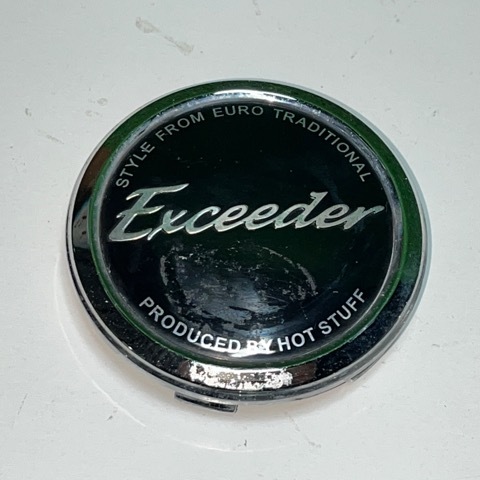 STYLE FROM EURO TRADITIONAL
Exceeder
PRODUCED BY HOT STUFF